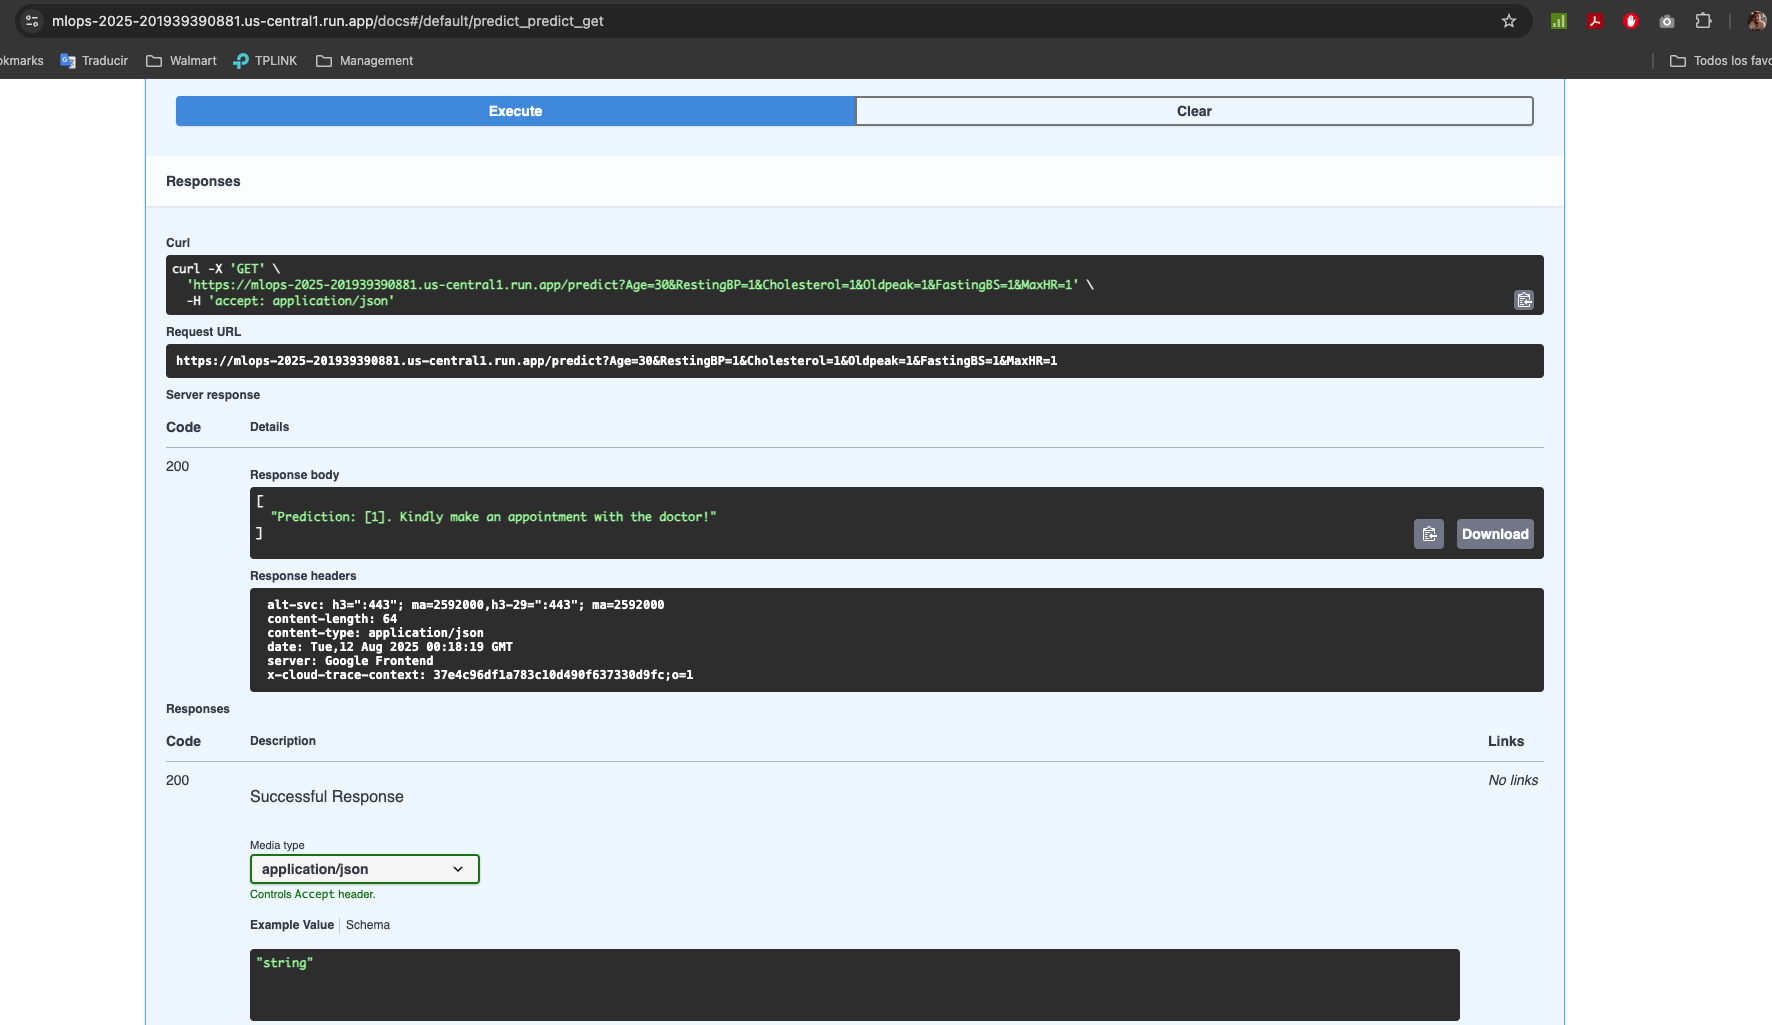 mlops-2025-201939390881.us-central1.run.app/docs#/default/predict_predict_get
okmarks Traducir Walmart TPLINK Management Todos los favo
Execute Clear
Responses
Curl
curl -X 'GET' \
'https://mlops-2025-201939390881.us-central1.run.app/predict?Age=30&RestingBP=1&Cholesterol=1&Oldpeak=1&FastingBS=1&MaxHR=1' \
-H 'accept: application/json'
Request URL
https://mlops-2025-201939390881.us-central1.run.app/predict?Age=30&RestingBP=1&Cholesterol=1&Oldpeak=1&FastingBS=1&MaxHR=1
Server response
Code Details
200
Response body
[
"Prediction: [1]. Kindly make an appointment with the doctor!"
]
Download
Response headers
alt-svc: h3=":443"; ma=2592000,h3-29=":443"; ma=2592000
content-length: 64
content-type: application/json
date: Tue,12 Aug 2025 00:18:19 GMT
server: Google Frontend
x-cloud-trace-context: 37e4c96df1a783c10d490f637330d9fc;o=1
Responses
Code Description Links
200 No links
Successful Response
Media type
application/json
Controls Accept header.
Example Value Schema
"string"